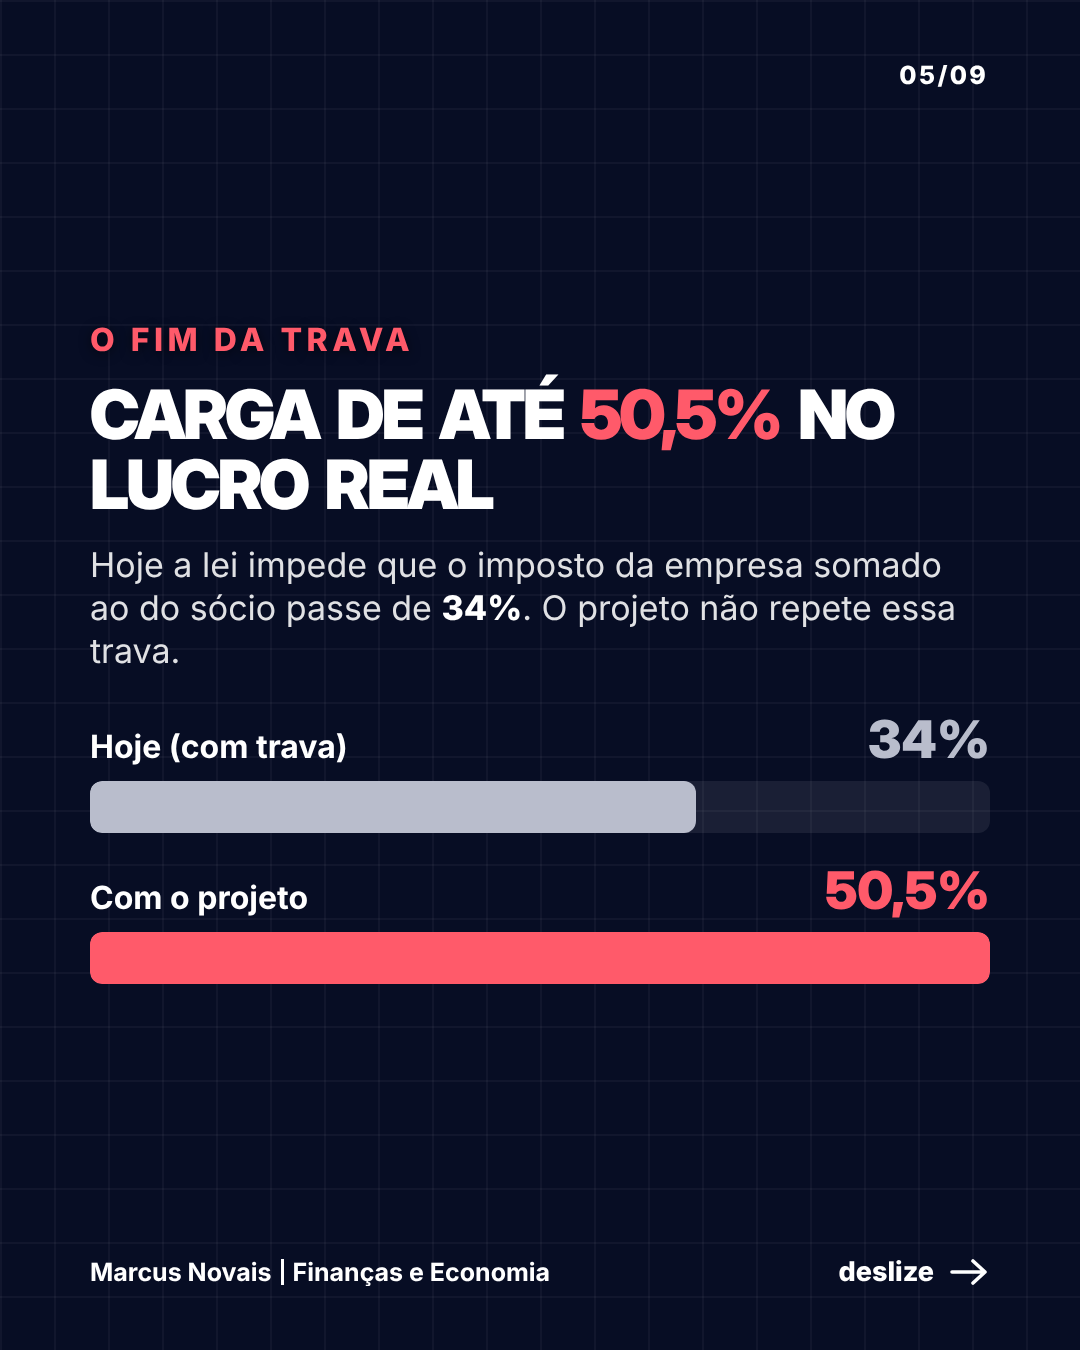 05/09
O FIM DA TRAVA
CARGA DE ATÉ 50,5% NO
LUCRO REAL
Hoje a lei impede que o imposto da empresa somado
ao do sócio passe de 34%. O projeto não repete essa
trava.
Hoje (com trava) 34%
Com o projeto 50,5%
Marcus Novais | Finanças e Economia deslize →